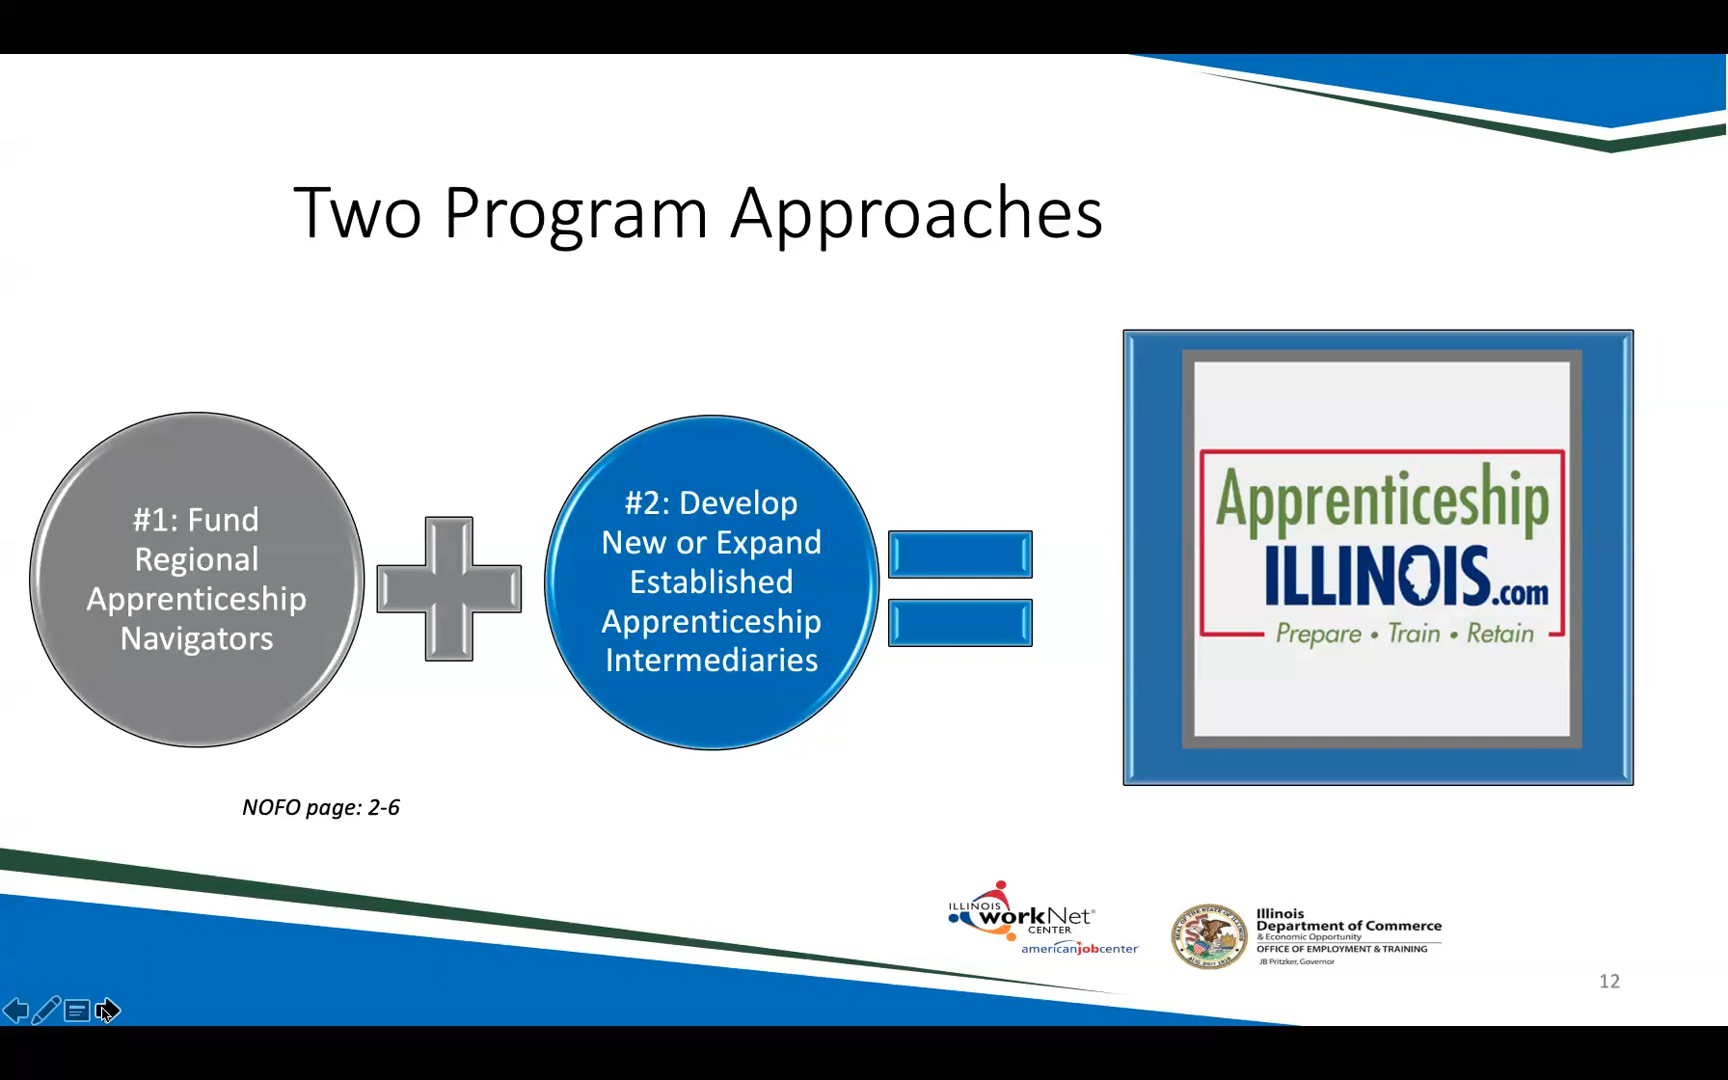 Two Program Approaches
#1: Fund
Regional
Apprenticeship
Navigators
#2: Develop
New or Expand
Established
Apprenticeship
Intermediaries
Apprenticeship
ILLINOIS.com
Prepare • Train • Retain
NOFO page: 2-6
ILLINOIS
workNet®
CENTER
americanjobcenter
Illinois
Department of Commerce
& Economic Opportunity
OFFICE OF EMPLOYMENT & TRAINING
JB Pritzker, Governor
12